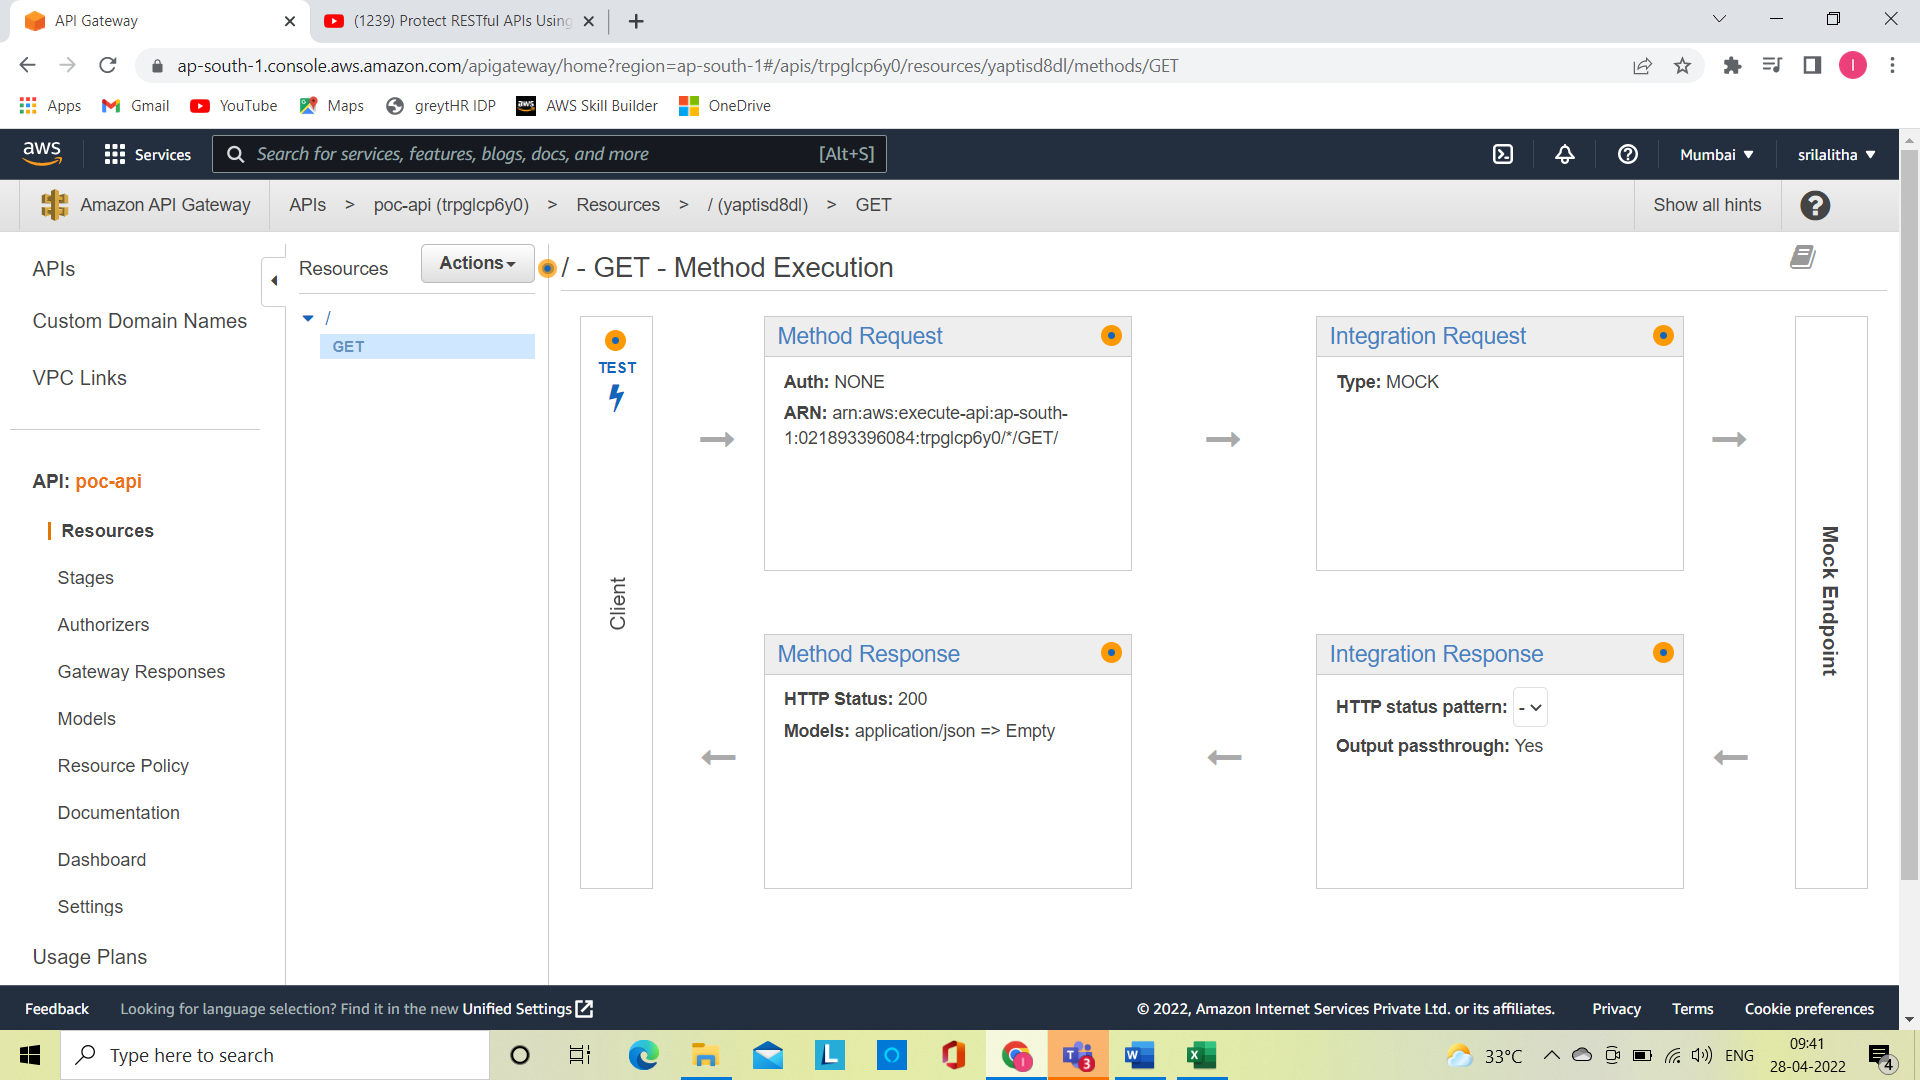 API Gateway
(1239) Protect RESTful APIs Using
ap-south-1.console.aws.amazon.com/apigateway/home?region=ap-south-1#/apis/trpglcp6y0/resources/yaptisd8dl/methods/GET
I
Apps
Gmail
YouTube
Maps
greytHR IDP
aws
AWS Skill Builder
OneDrive
aws
Services
Search for services, features, blogs, docs, and more
[Alt+S]
Mumbai
srilalitha
Amazon API Gateway
APIs > poc-api (trpglcp6y0) > Resources > / (yaptisd8dl) > GET
Show all hints
?
APIs
Custom Domain Names
VPC Links
API: poc-api
Resources
Stages
Authorizers
Gateway Responses
Models
Resource Policy
Documentation
Dashboard
Settings
Usage Plans
Resources
Actions
/
GET
/ - GET - Method Execution
TEST
Client
Method Request
Auth: NONE
ARN: arn:aws:execute-api:ap-south-
1:021893396084:trpglcp6y0/*/GET/
Integration Request
Type: MOCK
Mock Endpoint
Method Response
HTTP Status: 200
Models: application/json => Empty
Integration Response
HTTP status pattern: -
Output passthrough: Yes
Feedback
Looking for language selection? Find it in the new Unified Settings
© 2022, Amazon Internet Services Private Ltd. or its affiliates.
Privacy
Terms
Cookie preferences
Type here to search
L
T
3
W
X
33°C
ENG
09:41
28-04-2022
4